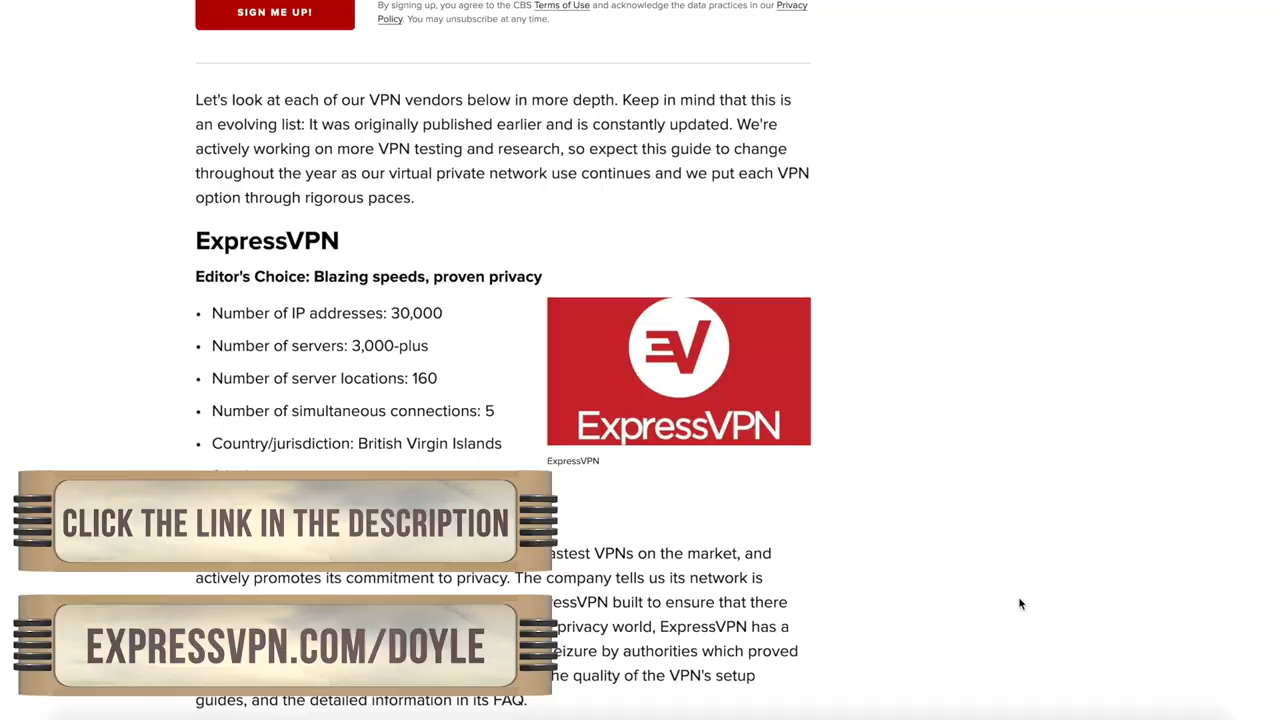 SIGN ME UP!
By signing up, you agree to the CBS Terms of Use and acknowledge the data practices in our Privacy
Policy. You may unsubscribe at any time.
Let's look at each of our VPN vendors below in more depth. Keep in mind that this is
an evolving list: It was originally published earlier and is constantly updated. We're
actively working on more VPN testing and research, so expect this guide to change
throughout the year as our virtual private network use continues and we put each VPN
option through rigorous paces.
ExpressVPN
Editor's Choice: Blazing speeds, proven privacy
• Number of IP addresses: 30,000
• Number of servers: 3,000-plus
• Number of server locations: 160
• Number of simultaneous connections: 5
• Country/jurisdiction: British Virgin Islands
EV
ExpressVPN
ExpressVPN
CLICK THE LINK IN THE DESCRIPTION
VPNs on the market, and
actively promotes its commitment to privacy. The company tells us its network is
built to ensure that there
privacy world, ExpressVPN has a
by authorities which proved
quality of the VPN's setup
guides, and the detailed information in its FAQ.
EXPRESSVPN.COM/DOYLE